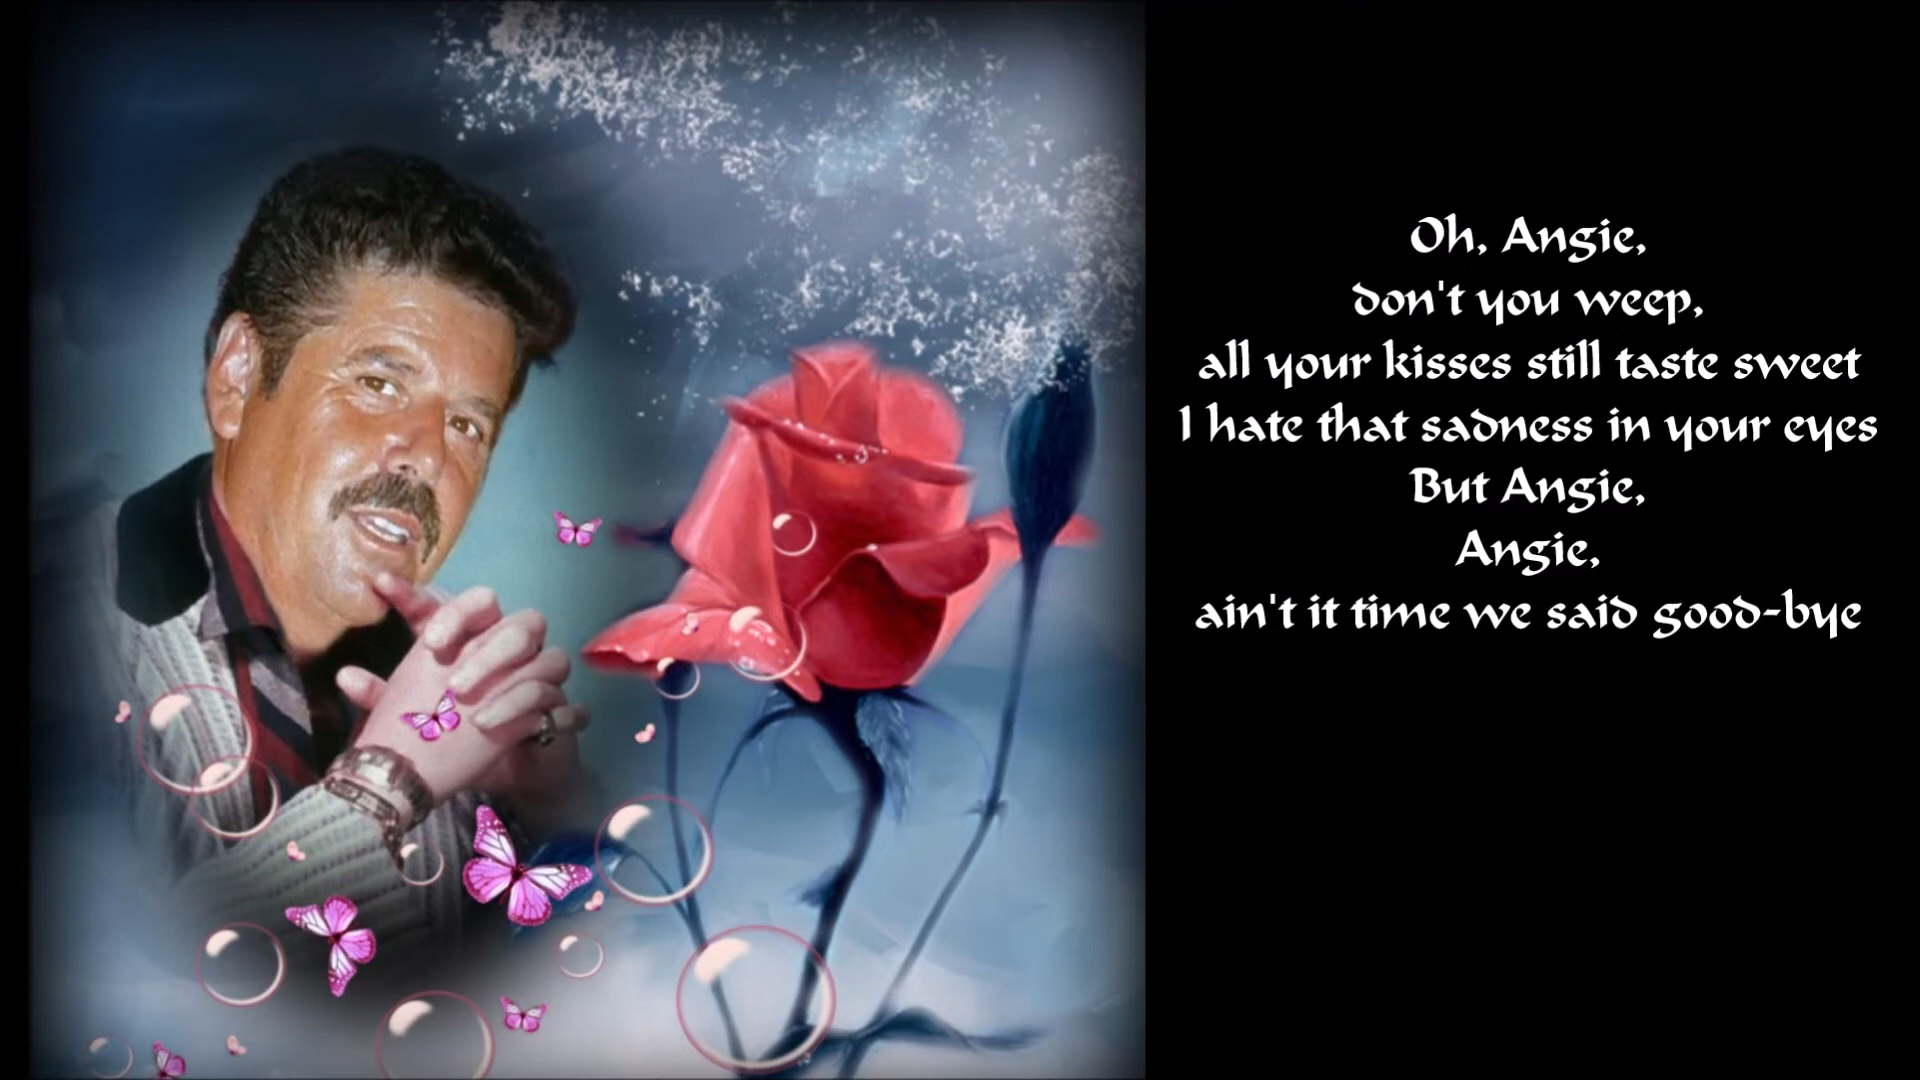 Oh, Angie,
don't you weep,
all your kisses still taste sweet
I hate that sadness in your eyes
But Angie,
Angie,
ain't it time we said good-bye